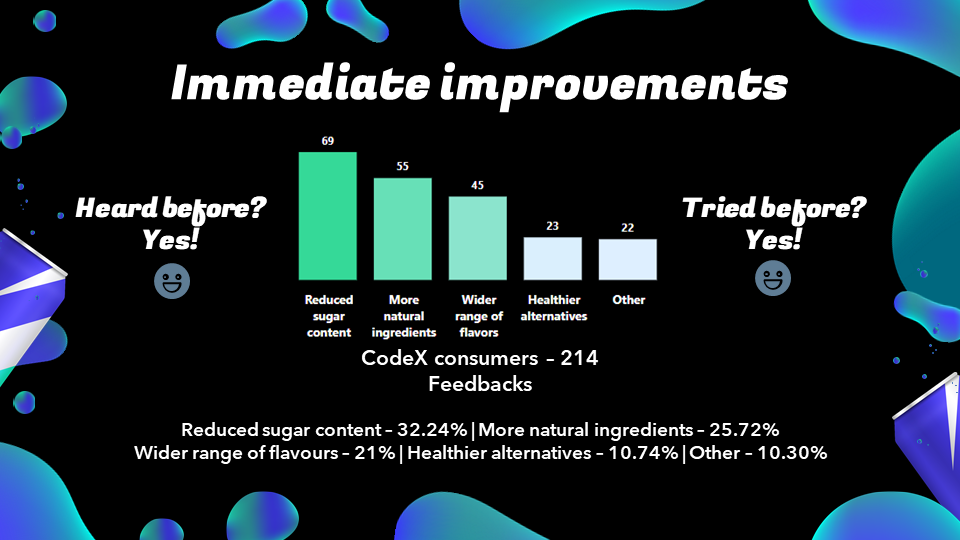 Immediate improvements
69
55
45
23
22
Heard before?
Yes!
Tried before?
Yes!
Reduced
sugar
content
More
natural
ingredients
Wider
range of
flavors
Healthier
alternatives
Other
CodeX consumers – 214
Feedbacks
Reduced sugar content – 32.24% | More natural ingredients – 25.72%
Wider range of flavours – 21% | Healthier alternatives – 10.74% | Other – 10.30%